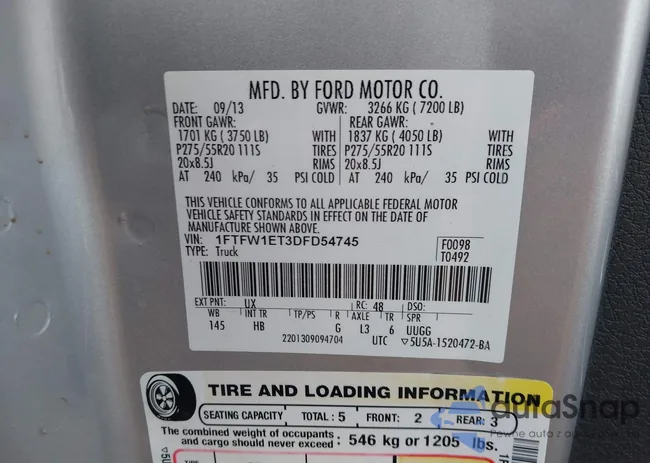 MFD. BY FORD MOTOR CO.
DATE: 09/13 GVWR: 3266 KG ( 7200 LB)
FRONT GAWR: REAR GAWR:
1701 KG ( 3750 LB) WITH 1837 KG ( 4050 LB) WITH
P275/55R20 111S TIRES P275/55R20 111S TIRES
20x8.5J RIMS 20x8.5J RIMS
AT 240 kPa/ 35 PSI COLD AT 240 kPa/ 35 PSI COLD
THIS VEHICLE CONFORMS TO ALL APPLICABLE FEDERAL MOTOR
VEHICLE SAFETY STANDARDS IN EFFECT ON THE DATE OF
MANUFACTURE SHOWN ABOVE.
VIN: 1FTFW1ET3DFD54745 F0098
TYPE: Truck T0492
EXT PNT: UX RC: 48 DSO:
WB INT TR TP/PS R AXLE TR SPR
145 HB G L3 6 UUGG
2201309094704 UTC ▽5U5A-1520472-BA
TIRE AND LOADING INFORMATION
SEATING CAPACITY TOTAL : 5 FRONT: 2 REAR: 3
The combined weight of occupants
and cargo should never exceed : 546 kg or 1205 lbs.
autoSnap
Pewne auto z
TIRE